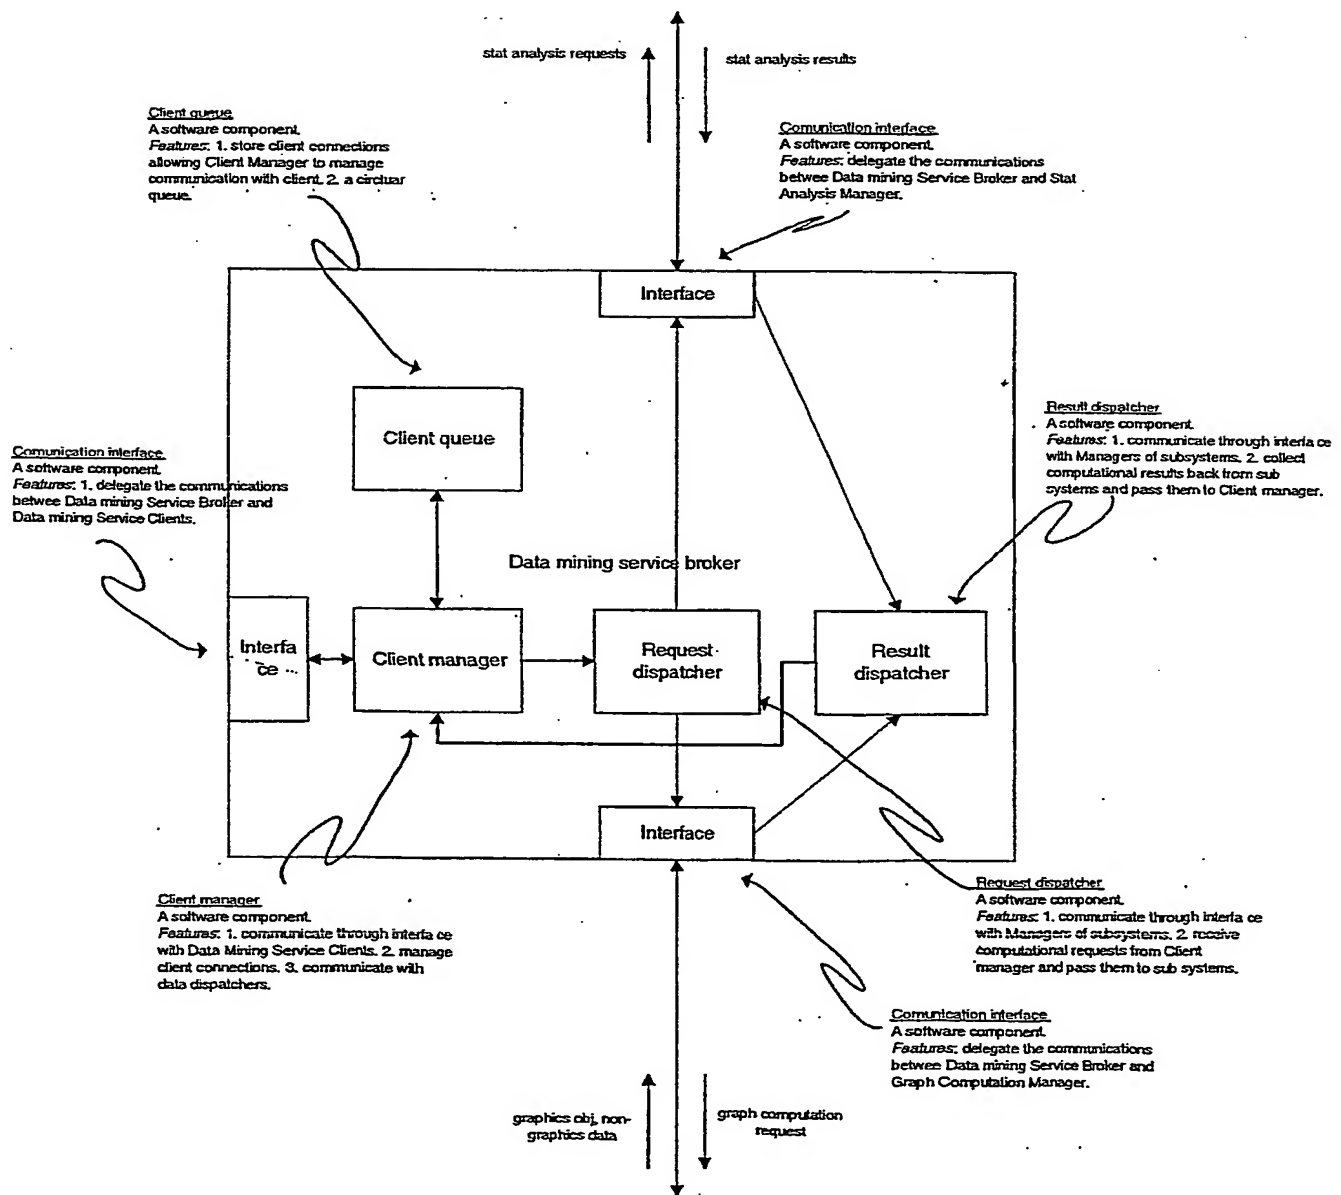 stat analysis requests
stat analysis results
Client queue
A software component.
Features: 1. store client connections
allowing Client Manager to manage
communication with client. 2. a circluar
queue.
Comunication interface
A software component.
Features: delegate the communications
betwee Data mining Service Broker and Stat
Analysis Manager.
Interface
Client queue
Result dispatcher
A software component.
Features: 1. communicate through interfa ce
with Managers of subsystems. 2. collect
computational results back from sub
systems and pass them to Client manager.
Comunication interface
A software component.
Features: 1. delegate the communications
betwee Data mining Service Broker and
Data mining Service Clients.
Data mining service broker
Interfa
ce
Client manager
Request
dispatcher
Result
dispatcher
Interface
Client manager
A software component.
Features: 1. communicate through interfa ce
with Data Mining Service Clients. 2. manage
client connections. 3. communicate with
data dispatchers.
Request dispatcher
A software component.
Features: 1. communicate through interfa ce
with Managers of subsystems. 2. receive
computational requests from Client
manager and pass them to sub systems.
Comunication interface
A software component.
Features: delegate the communications
betwee Data mining Service Broker and
Graph Computation Manager.
graphics obj, non-
graphics data
graph computation
request